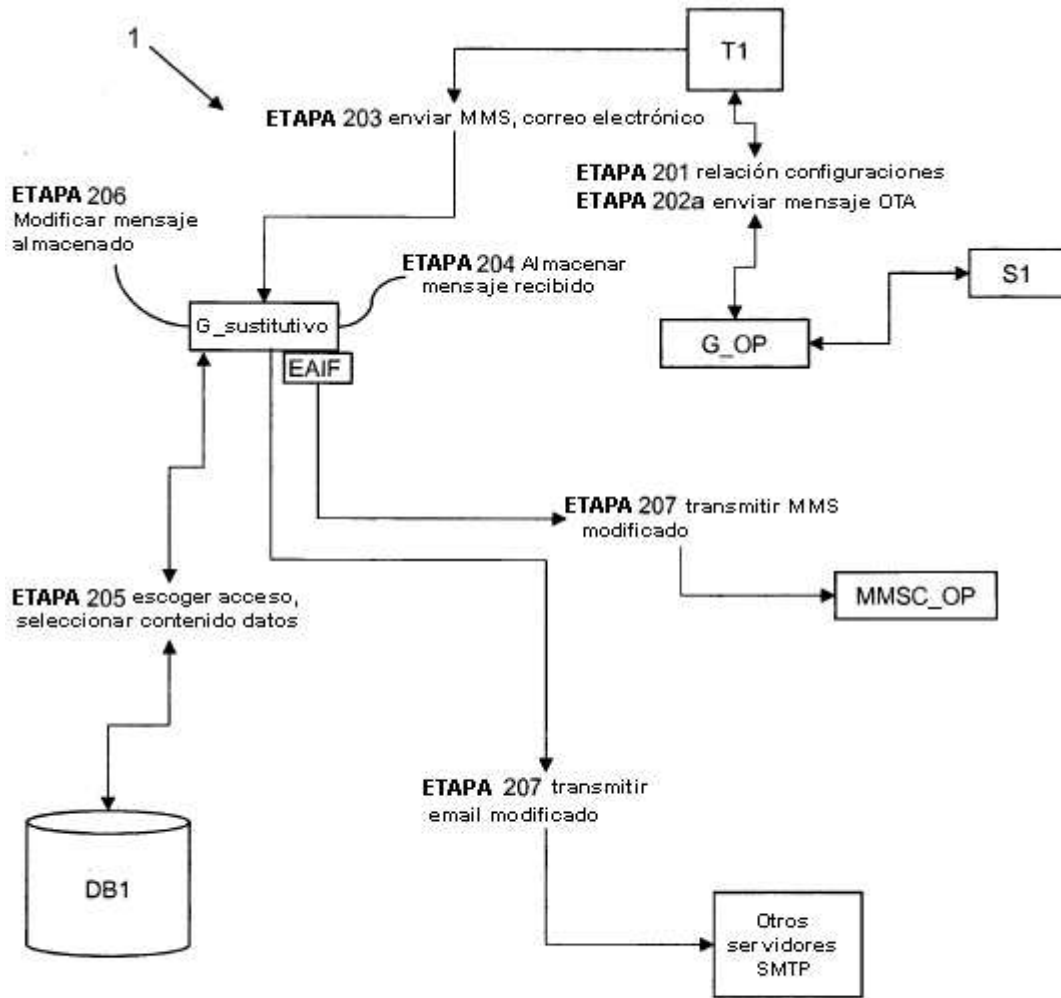 1
T1
ETAPA 203 enviar MMS, correo electrónico
ETAPA 201 relación configuraciones
ETAPA 202a enviar mensaje OTA
ETAPA 206
Modificar mensaje
almacenado
ETAPA 204 Almacenar
mensaje recibido
S1
G_sustitutivo
G_OP
EAIF
ETAPA 207 transmitir MMS
modificado
ETAPA 205 escoger acceso,
seleccionar contenido datos
MMSC_OP
ETAPA 207 transmitir
email modificado
DB1
Otros
servidores
SMTP